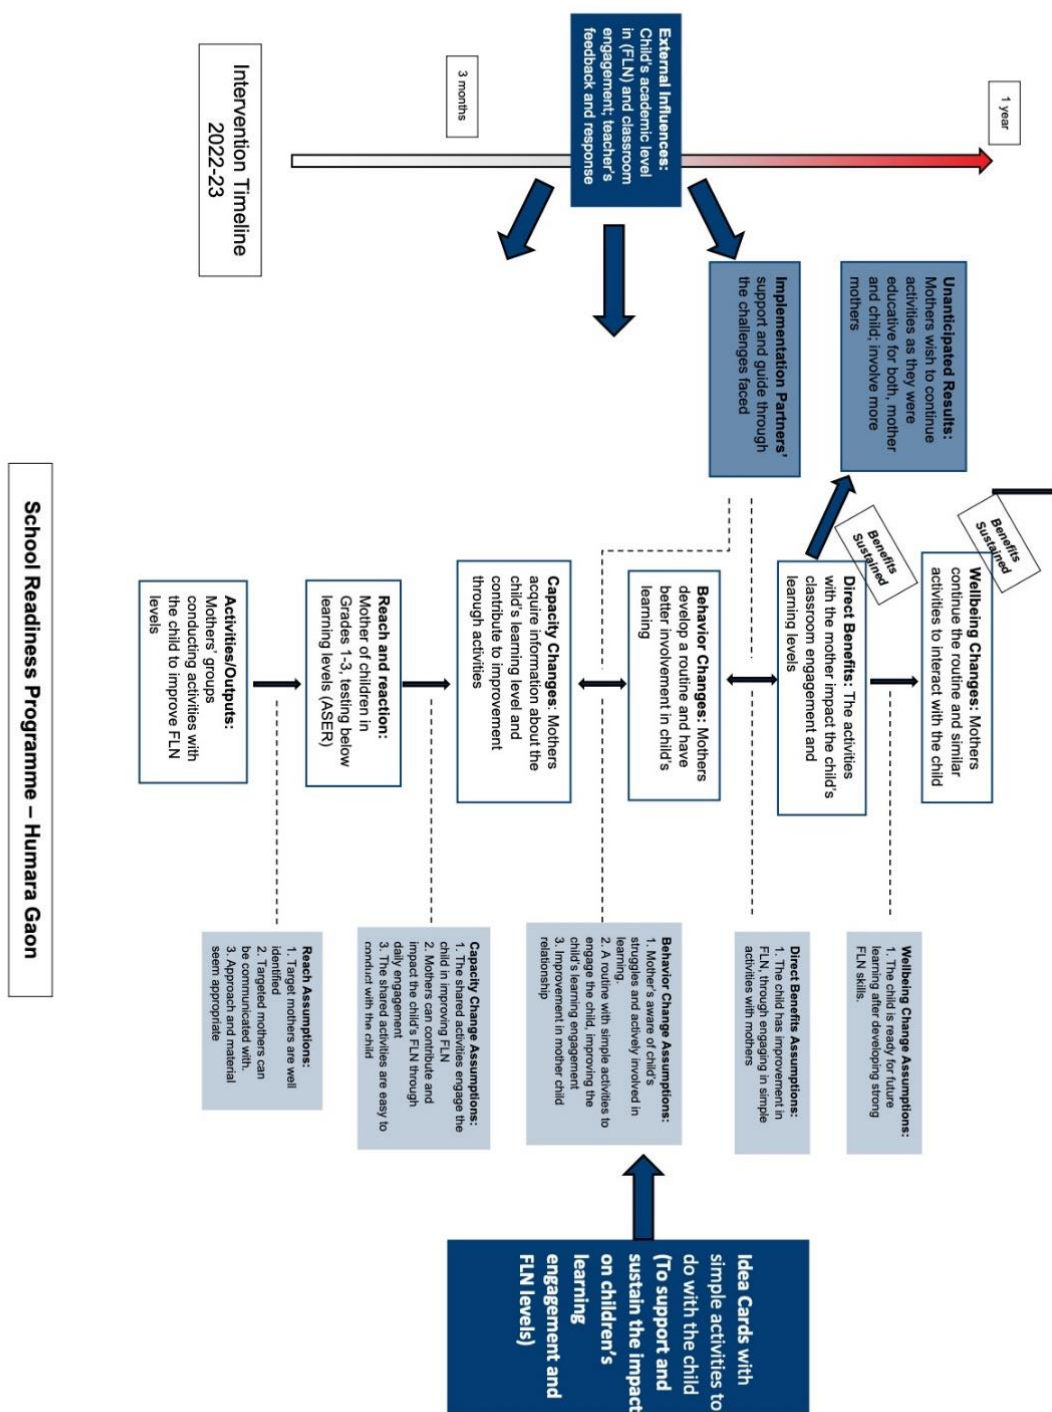 School Readiness Programme – Humara Gaon
Intervention Timeline
2022-23
3 months
1 year
External Influences:
Child's academic level
in (FLN) and classroom
engagement; teacher's
feedback and response
Unanticipated Results:
Mothers wish to continue
activities as they were
educative for both, mother
and child; involve more
mothers
Implementation Partners'
support and guide through
the challenges faced
Benefits
Sustained
Benefits
Sustained
Wellbeing Changes: Mothers
continue the routine and similar
activities to interact with the child
Direct Benefits: The activities
with the mother impact the child's
classroom engagement and
learning levels
Behavior Changes: Mothers
develop a routine and have
better involvement in child's
learning
Capacity Changes: Mothers
acquire information about the
child's learning level and
contribute to improvement
through activities
Reach and reaction:
Mother of children in
Grades 1-3, testing below
learning levels (ASER)
Activities/Outputs:
Mothers' groups
conducting activities with
the child to improve FLN
levels
Wellbeing Change Assumptions:
1. The child is ready for future
learning after developing strong
FLN skills.
Direct Benefits Assumptions:
1. The child has improvement in
FLN, through engaging in simple
activities with mothers
Behavior Change Assumptions:
1. Mother's aware of child's
struggles and actively involved in
learning.
2. A routine with simple activities to
engage the child, improving the
child's learning engagement
3. Improvement in mother child
relationship
Capacity Change Assumptions:
1. The shared activities engage the
child in improving FLN
2. Mothers can contribute and
impact the child's FLN through
daily engagement
3. The shared activities are easy to
conduct with the child
Reach Assumptions:
1. Target mothers are well
identified
2. Targeted mothers can
be communicated with.
3. Approach and material
seem appropriate
Idea Cards with
simple activities to
do with the child
(To support and
sustain the impact
on children's
learning
engagement and
FLN levels)